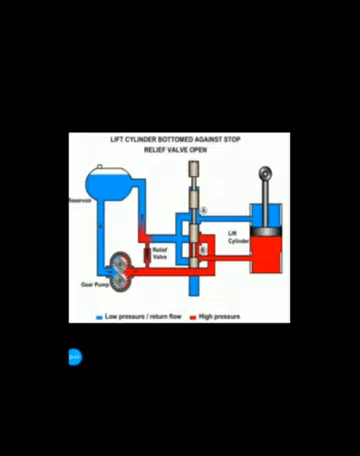 LIFT CYLINDER BOTTOMED AGAINST STOP
RELIEF VALVE OPEN
Reservoir
A
Lift
Cylinder
B
Relief
Valve
Gear Pump
Low pressure / return flow
High pressure